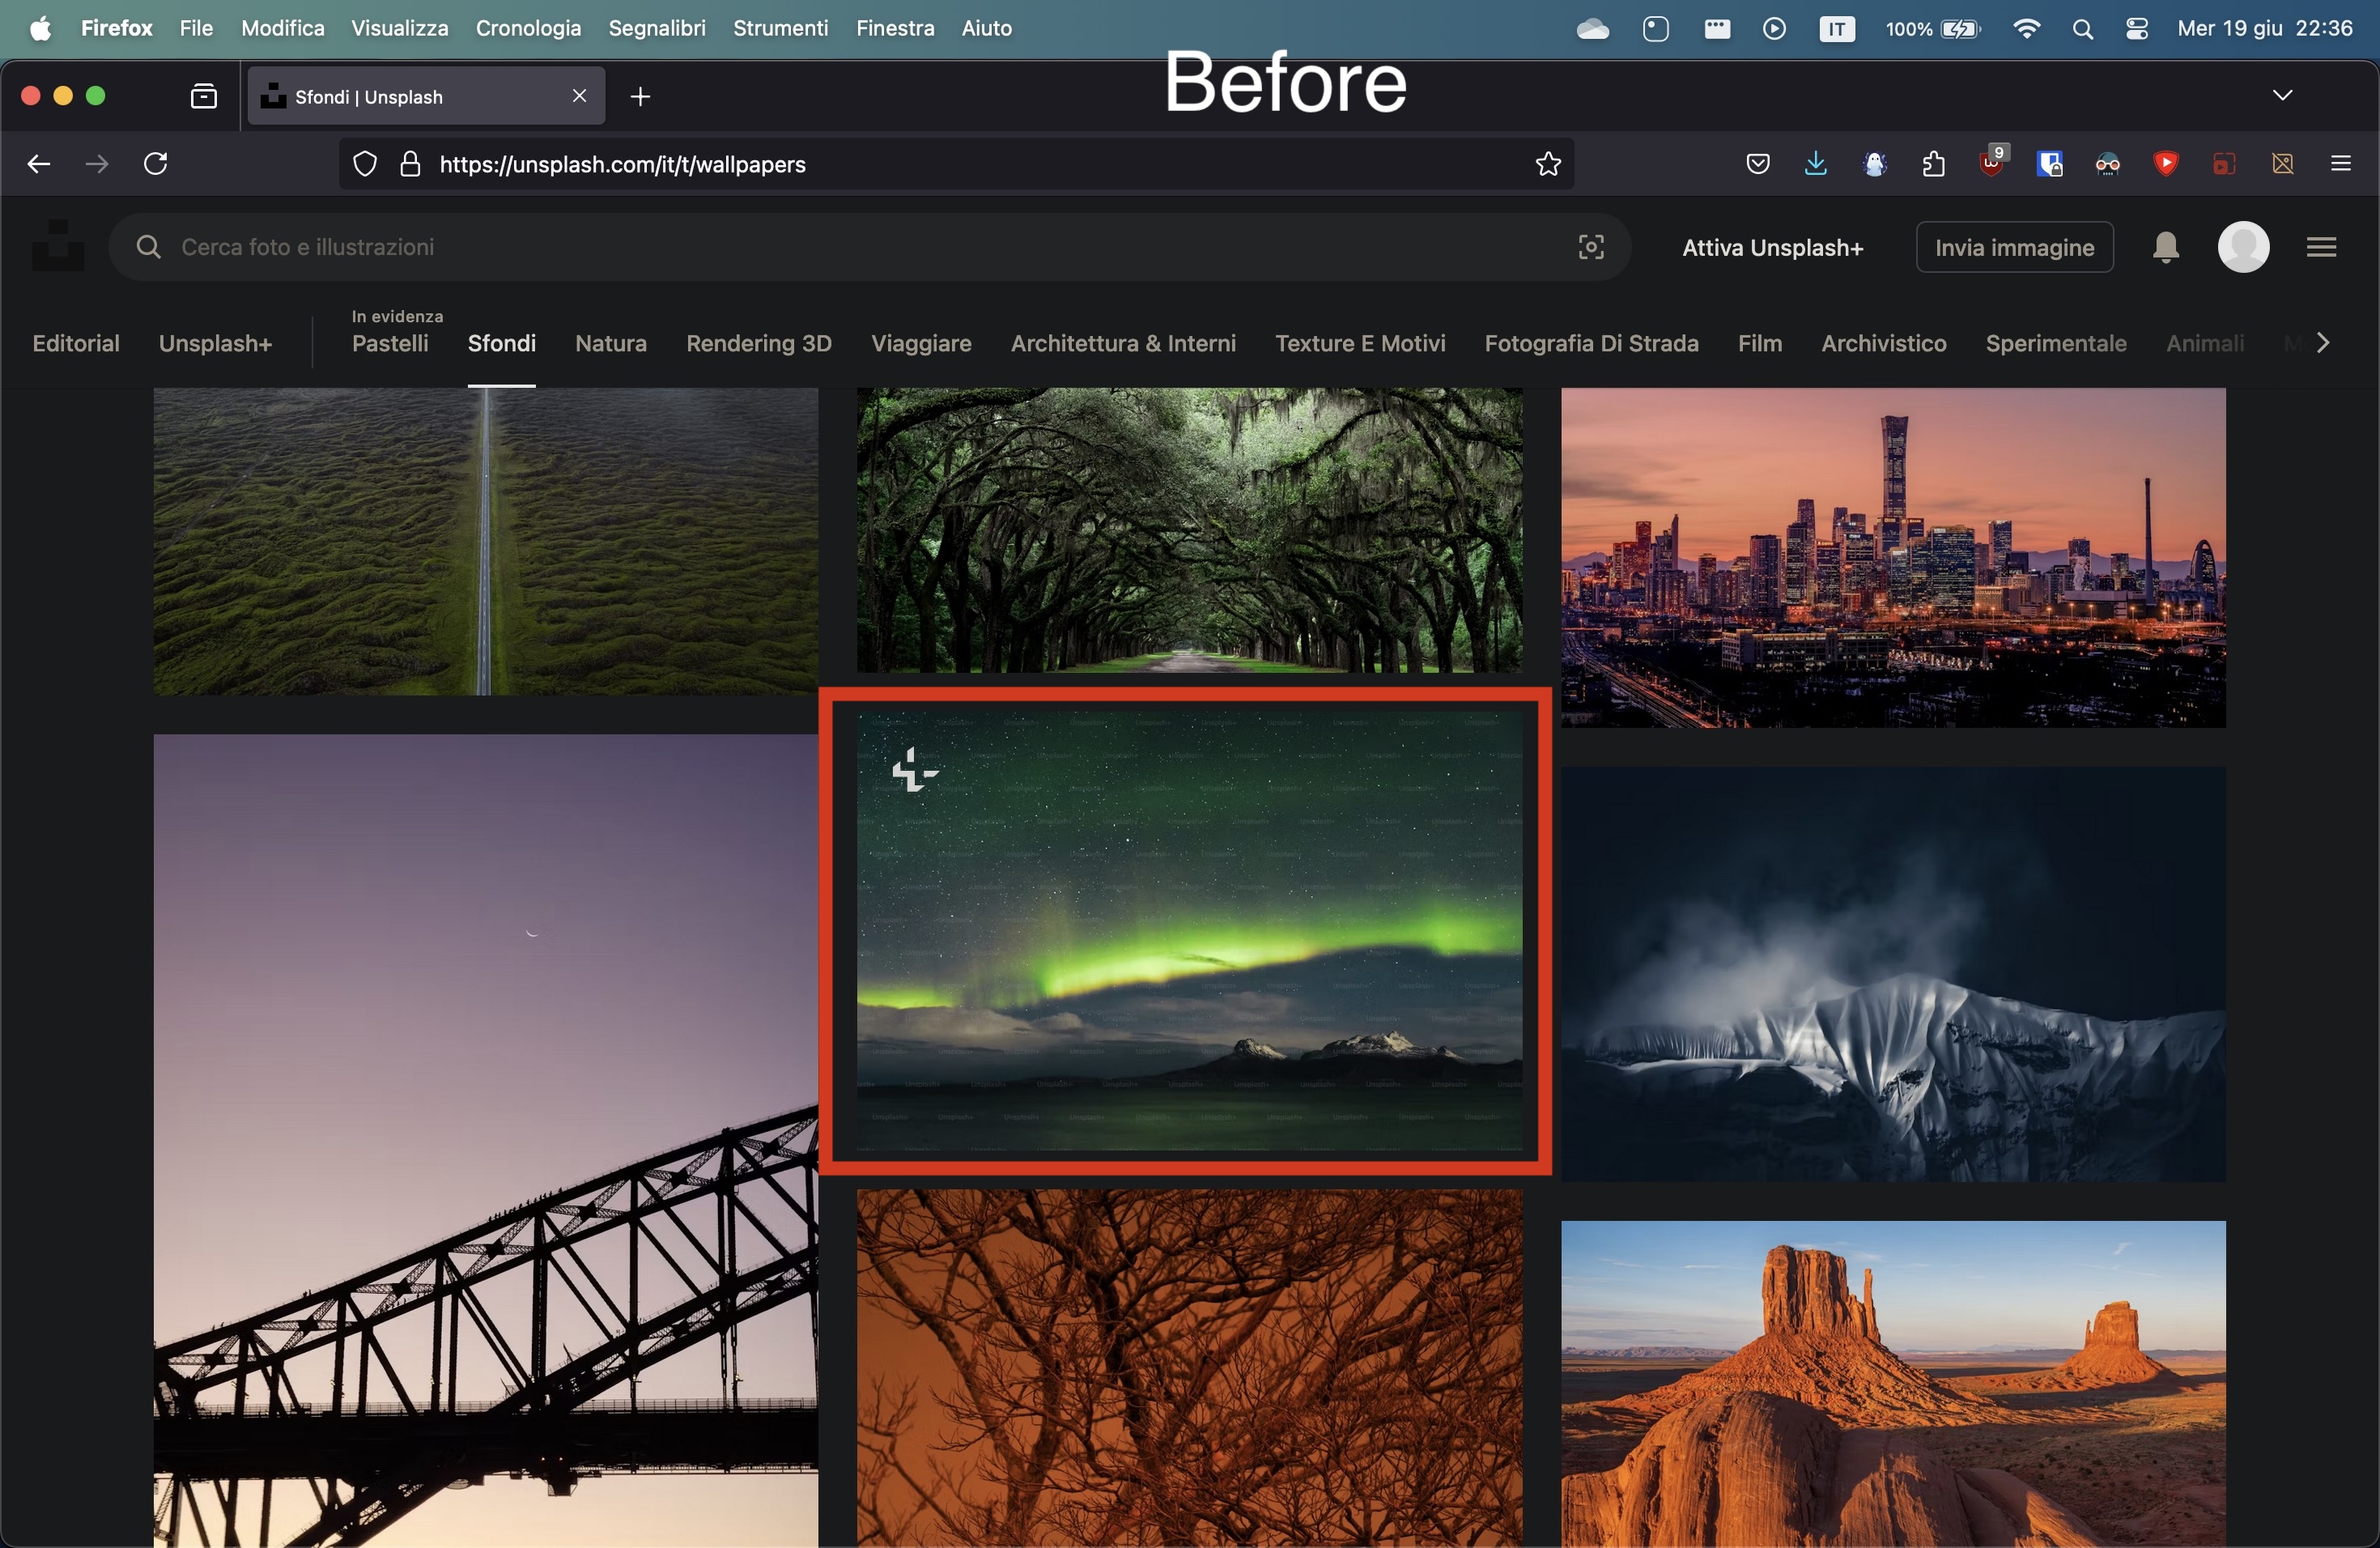 Firefox File Modifica Visualizza Cronologia Segnalibri Strumenti Finestra Aiuto IT 100% Mer 19 giu 22:36
Before
Sfondi | Unsplash
https://unsplash.com/it/t/wallpapers
9
Cerca foto e illustrazioni
Attiva Unsplash+
Invia immagine
In evidenza
Editorial Unsplash+ Pastelli Sfondi Natura Rendering 3D Viaggiare Architettura & Interni Texture E Motivi Fotografia Di Strada Film Archivistico Sperimentale Animali
Unsplash+